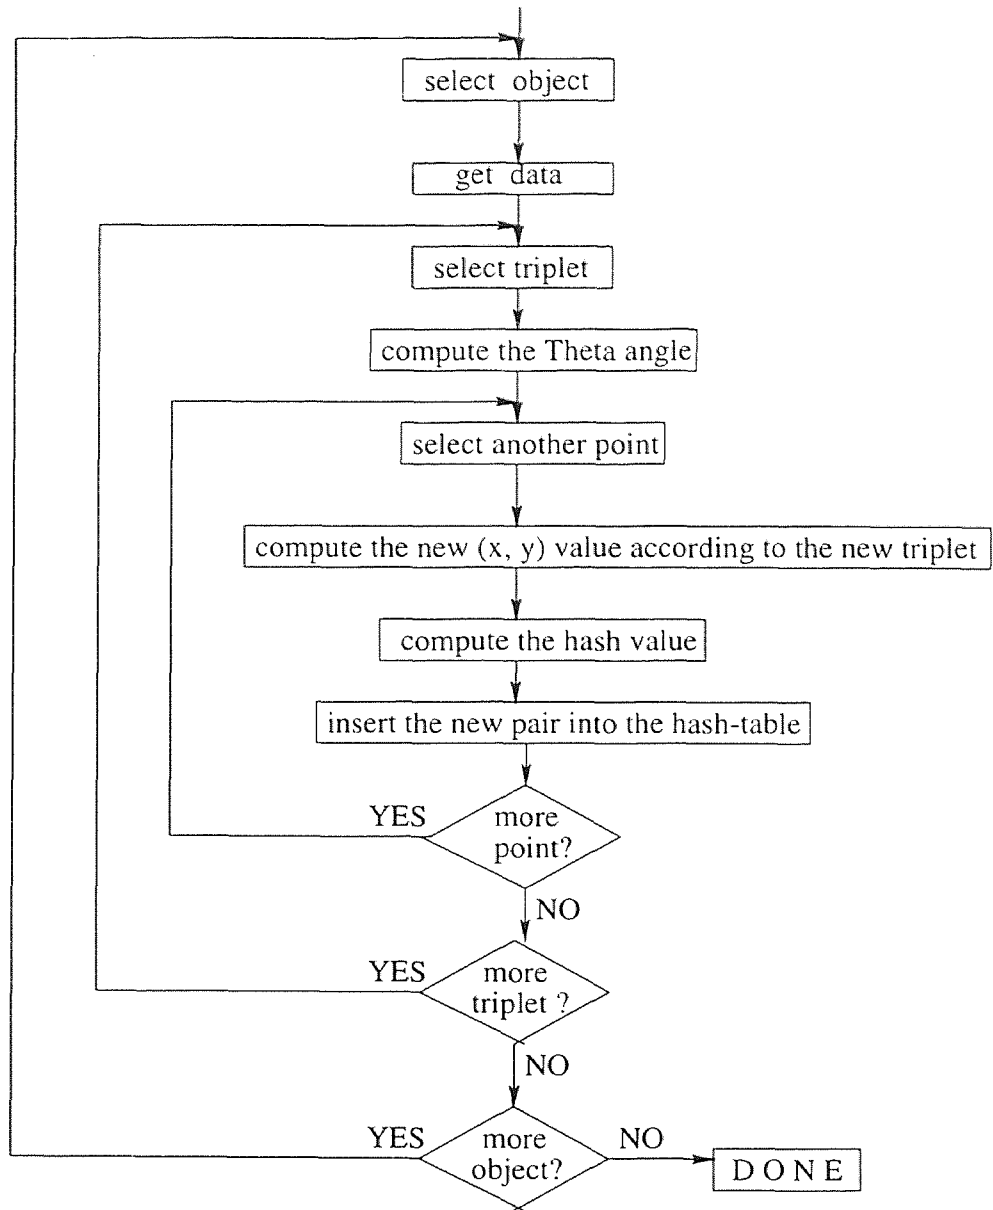 select object
get data
select triplet
compute the Theta angle
select another point
compute the new (x, y) value according to the new triplet
compute the hash value
insert the new pair into the hash-table
YES
more
point?
NO
YES
more
triplet ?
NO
YES
more
object?
NO
D O N E